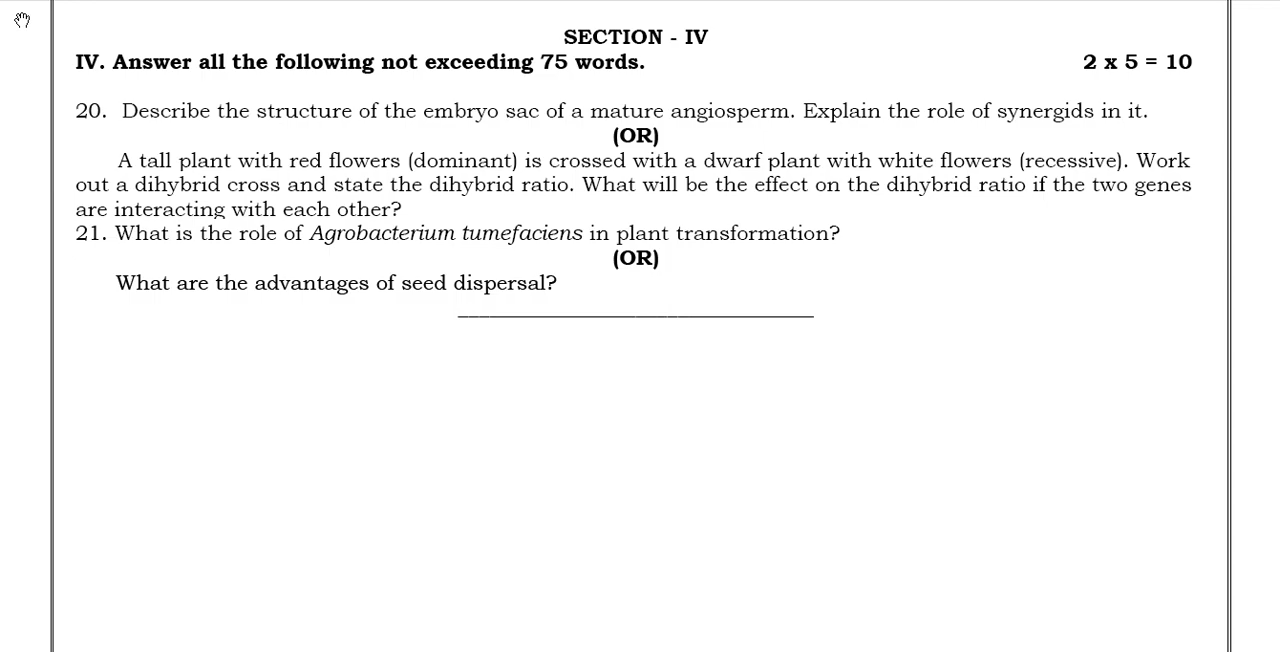 SECTION - IV
IV. Answer all the following not exceeding 75 words. 2 x 5 = 10
20. Describe the structure of the embryo sac of a mature angiosperm. Explain the role of synergids in it.
(OR)
A tall plant with red flowers (dominant) is crossed with a dwarf plant with white flowers (recessive). Work
out a dihybrid cross and state the dihybrid ratio. What will be the effect on the dihybrid ratio if the two genes
are interacting with each other?
21. What is the role of Agrobacterium tumefaciens in plant transformation?
(OR)
What are the advantages of seed dispersal?